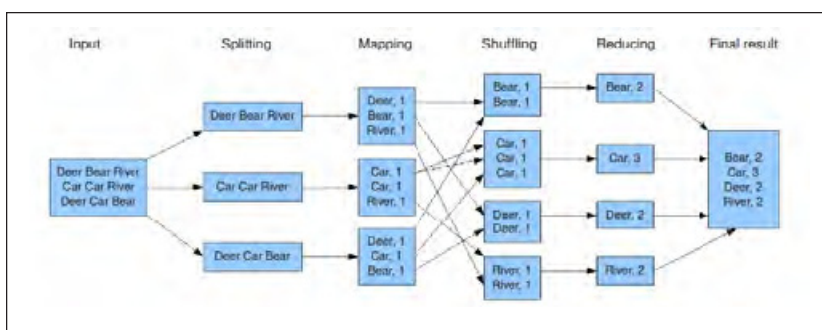 Input
Splitting
Mapping
Shuffling
Reducing
Final result
Deer Bear River
Car Car River
Deer Car Bear
Deer Bear River
Car Car River
Deer Car Bear
Deer, 1
Bear, 1
River, 1
Car, 1
Car, 1
River, 1
Deer, 1
Car, 1
Bear, 1
Bear, 1
Bear, 1
Car, 1
Car, 1
Car, 1
Deer, 1
Deer, 1
River, 1
River, 1
Bear, 2
Car, 3
Deer, 2
River, 2
Bear, 2
Car, 3
Deer, 2
River, 2